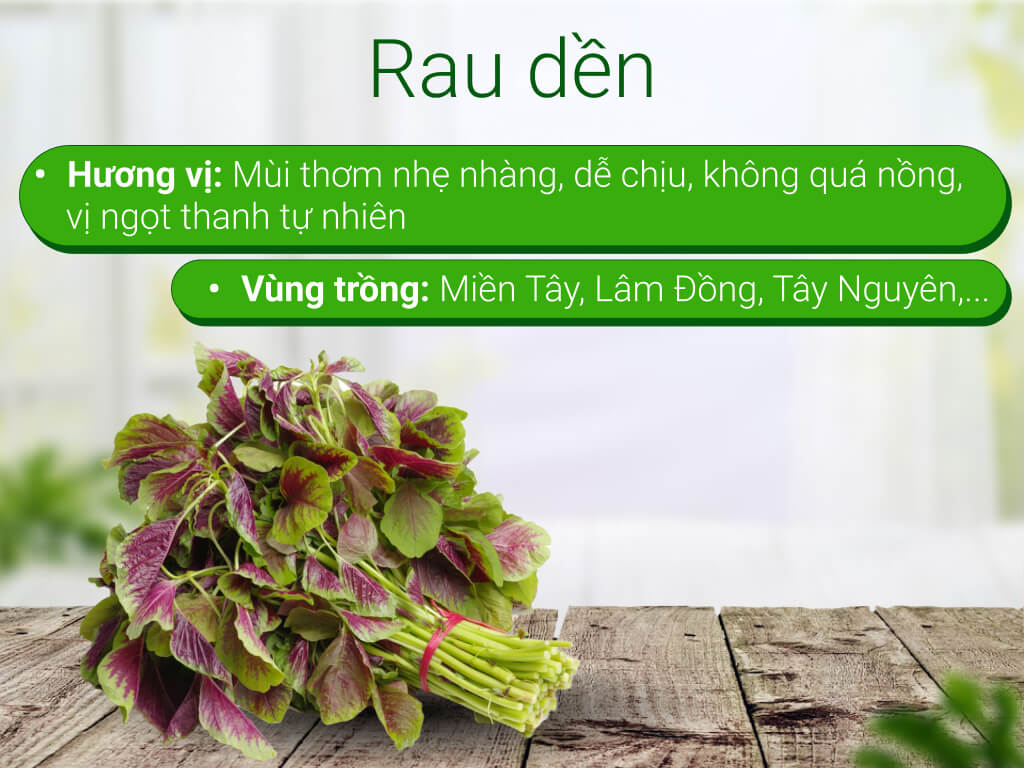 Rau dền
• Hương vị: Mùi thơm nhẹ nhàng, dễ chịu, không quá nồng,
vị ngọt thanh tự nhiên
• Vùng trồng: Miền Tây, Lâm Đồng, Tây Nguyên,...